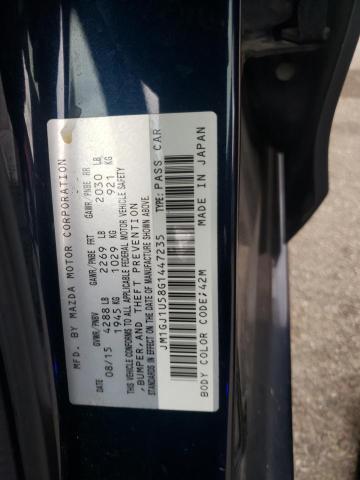 MFD. BY MAZDA MOTOR CORPORATION
DATE GVWR/PNBV GAWR/PNBE FRT GAWR/PNBE RR
08/15 4288 LB 2269 LB 2030 LB
1945 KG 1029 KG 921 KG
THIS VEHICLE CONFORMS TO ALL APPLICABLE FEDERAL MOTOR VEHICLE SAFETY
, BUMPER, AND THEFT PREVENTION
STANDARDS IN EFFECT ON THE DATE OF MANUFACTURE SHOWN ABOVE.
JM1GJ1U58G1447235 TYPE: PASS CAR
BODY COLOR CODE; 42M MADE IN JAPAN